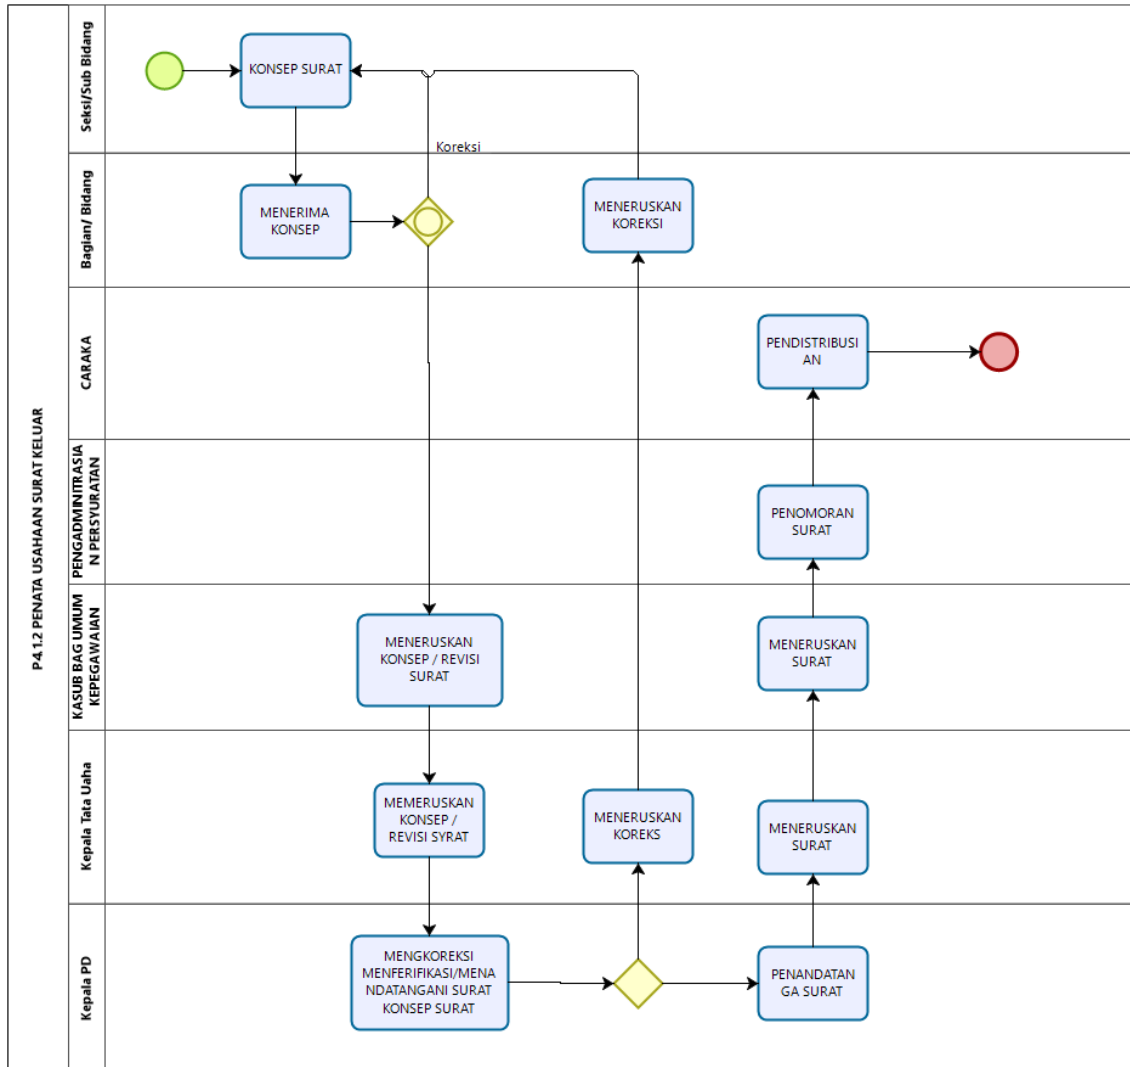 P4.1.2 PENATA USAHAAN SURAT KELUAR
Seksi/Sub Bidang
KONSEP SURAT
Koreksi
Bagian/ Bidang
MENERIMA
KONSEP
MENERUSKAN
KOREKSI
CARAKA
PENDISTRIBUSI
AN
PENGADMINITRASIA
N PERSYURATAN
PENOMORAN
SURAT
KASUB BAG UMUM
KEPEGAWAIAN
MENERUSKAN
KONSEP / REVISI
SURAT
MENERUSKAN
SURAT
Kepala Tata Uaha
MEMERUSKAN
KONSEP /
REVISI SYRAT
MENERUSKAN
KOREKS
MENERUSKAN
SURAT
Kepala PD
MENGKOREKSI
MENFERIFIKASI/MENA
NDATANGANI SURAT
KONSEP SURAT
PENANDATAN
GA SURAT